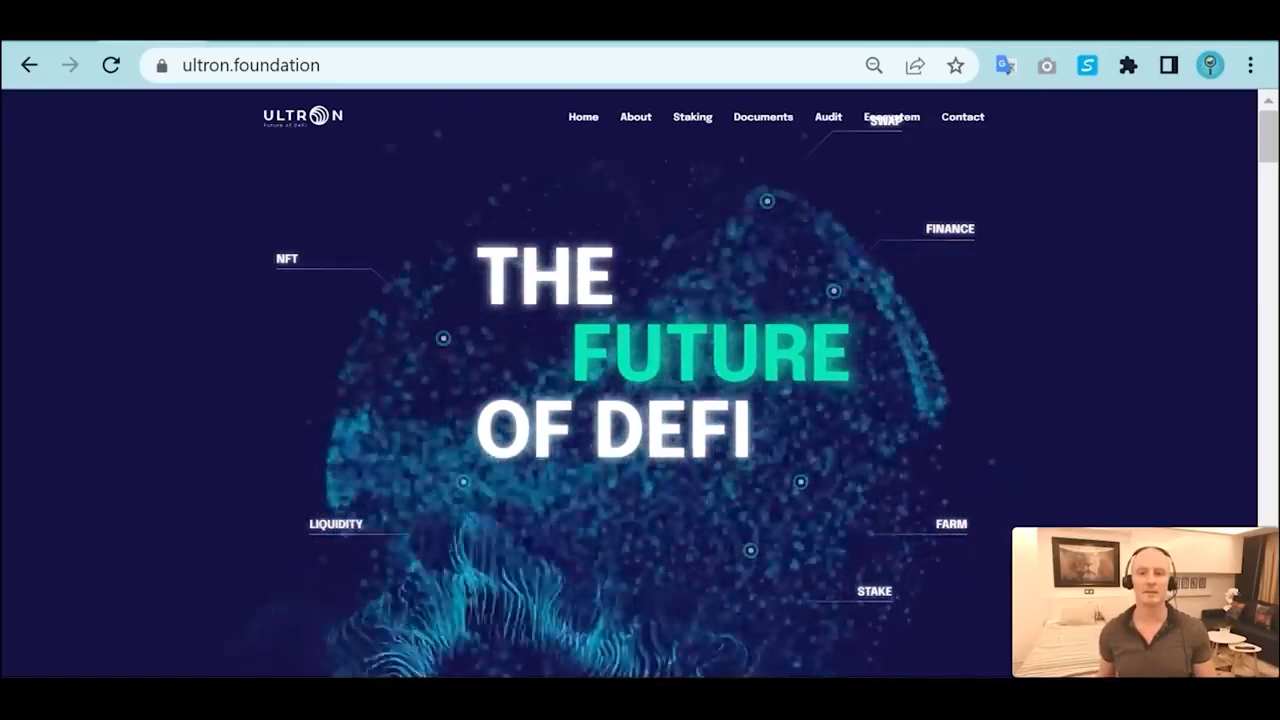 ultron.foundation
ULTRON
Future of DeFi
Home About Staking Documents Audit Ecosystem Contact
SWAP
FINANCE
NFT
THE
FUTURE
OF DEFI
LIQUIDITY
FARM
STAKE